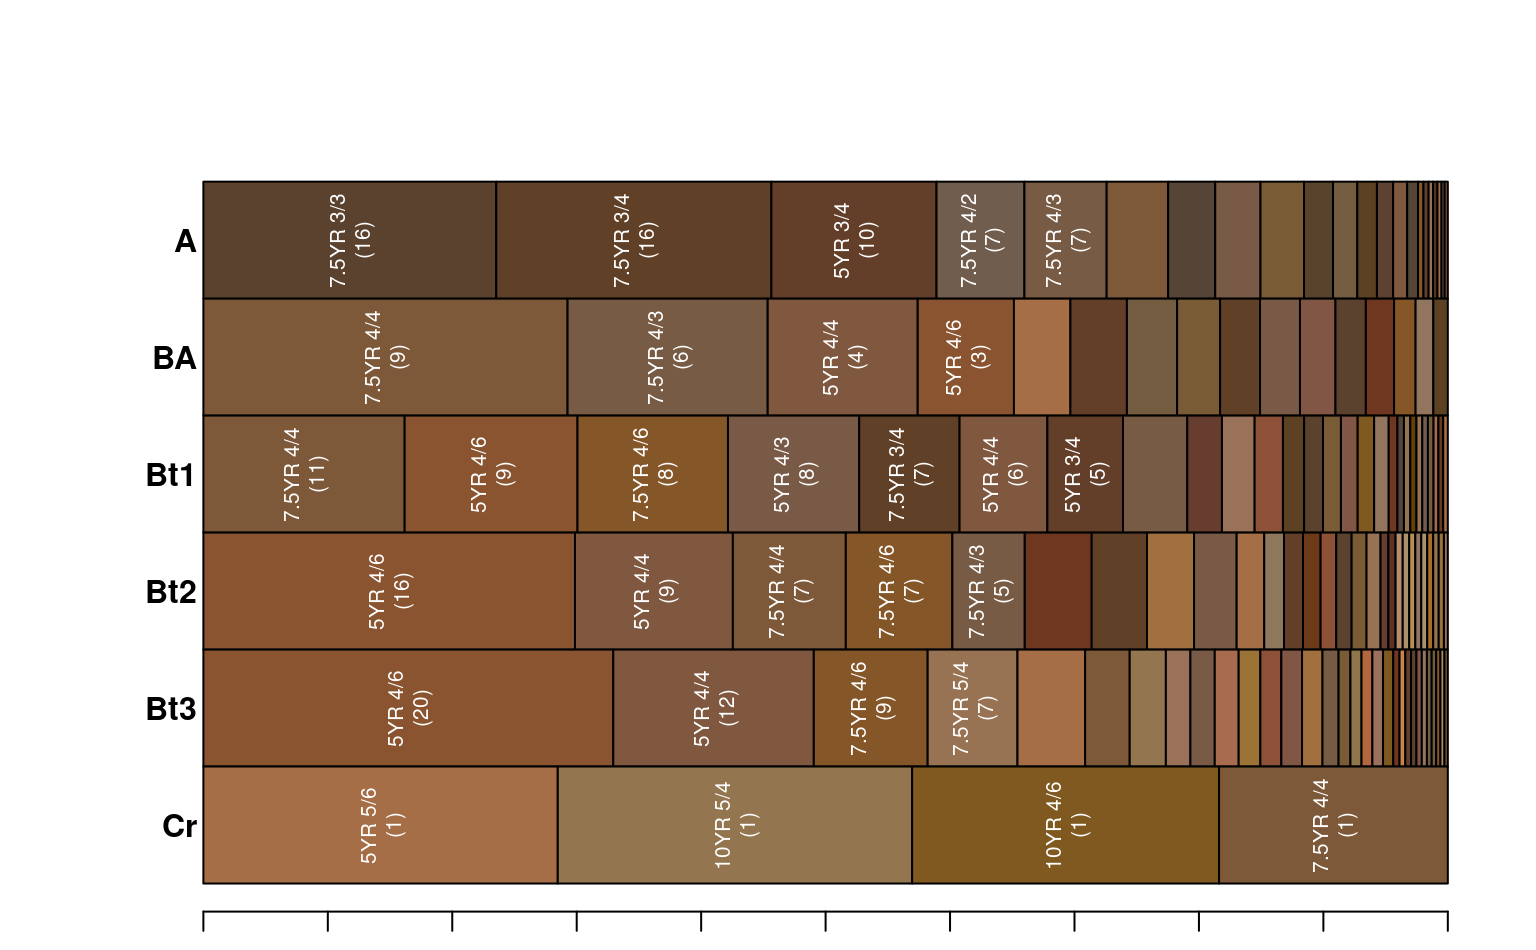 A
7.5YR 3/3
(16)
7.5YR 3/4
(16)
5YR 3/4
(10)
7.5YR 4/2
(7)
7.5YR 4/3
(7)
BA
7.5YR 4/4
(9)
7.5YR 4/3
(6)
5YR 4/4
(4)
5YR 4/6
(3)
Bt1
7.5YR 4/4
(11)
5YR 4/6
(9)
7.5YR 4/6
(8)
5YR 4/3
(8)
7.5YR 3/4
(7)
5YR 4/4
(6)
5YR 3/4
(5)
Bt2
5YR 4/6
(16)
5YR 4/4
(9)
7.5YR 4/4
(7)
7.5YR 4/6
(7)
7.5YR 4/3
(5)
Bt3
5YR 4/6
(20)
5YR 4/4
(12)
7.5YR 4/6
(9)
7.5YR 5/4
(7)
Cr
5YR 5/6
(1)
10YR 5/4
(1)
10YR 4/6
(1)
7.5YR 4/4
(1)